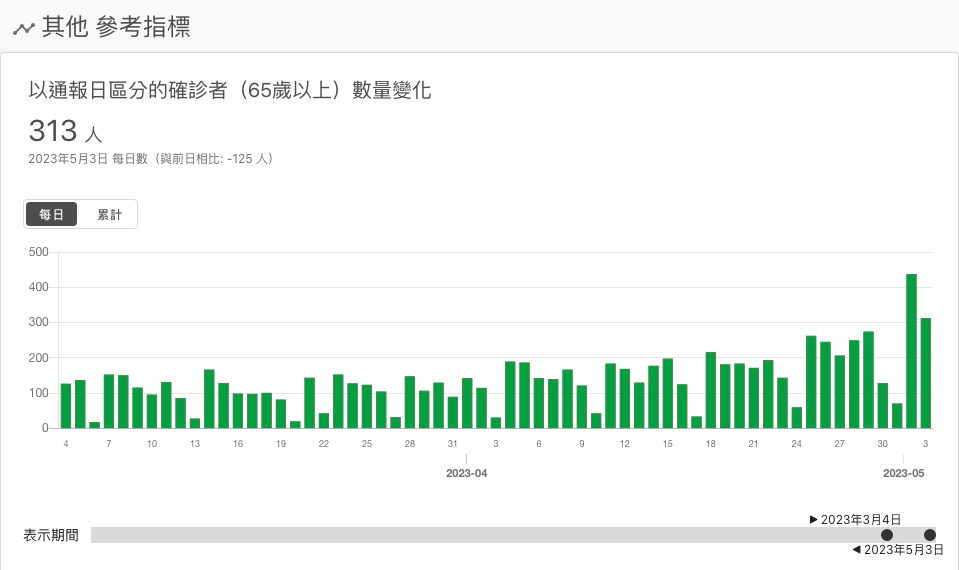 其他 參考指標
以通報日區分的確診者（65歲以上）數量變化
313 人
2023年5月3日 每日數（與前日相比: -125 人）
每日 累計
500
400
300
200
100
0
4 7 10 13 16 19 22 25 28 31 3 6 9 12 15 18 21 24 27 30 3
2023-04 2023-05
▶ 2023年3月4日
表示期間
◀ 2023年5月3日